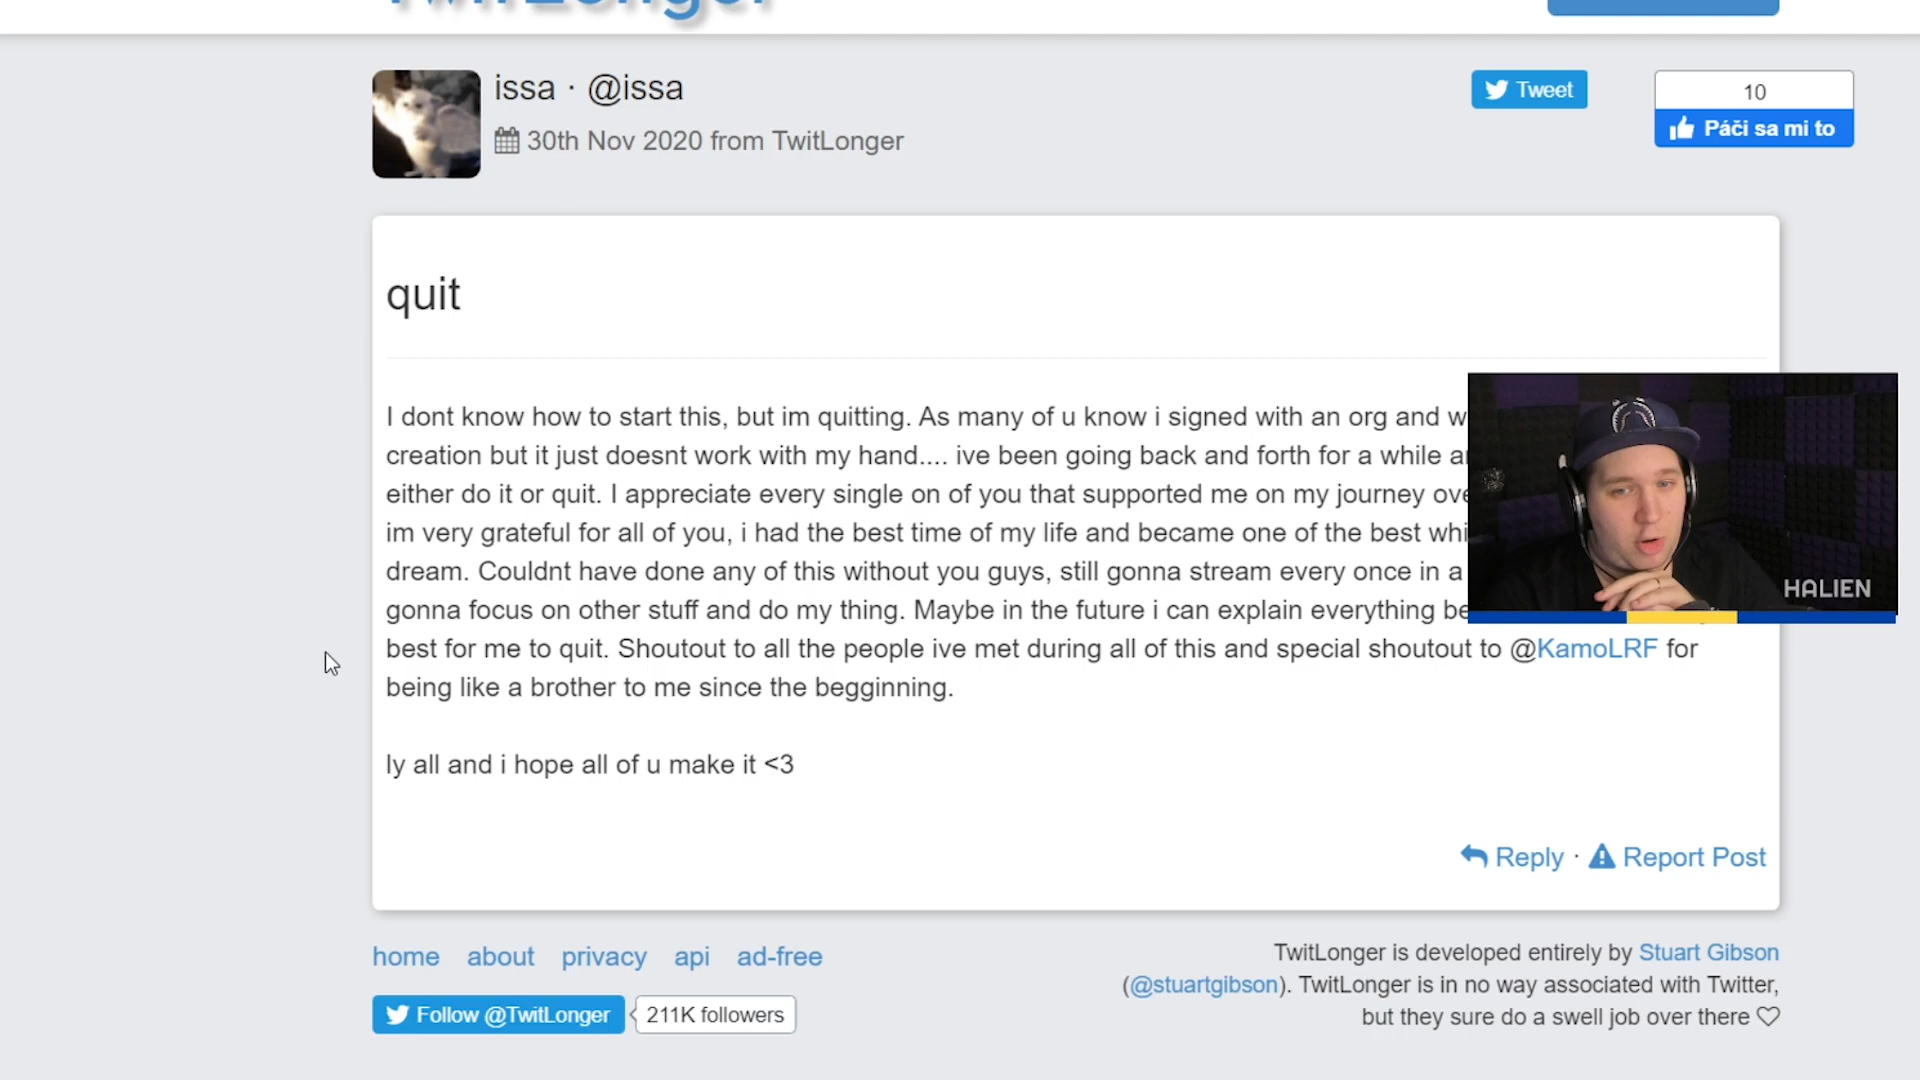 TwitLonger
issa · @issa
30th Nov 2020 from TwitLonger
Tweet
10
Páči sa mi to
quit
I dont know how to start this, but im quitting. As many of u know i signed with an org and
creation but it just doesnt work with my hand.... ive been going back and forth for a while
either do it or quit. I appreciate every single on of you that supported me on my journey
im very grateful for all of you, i had the best time of my life and became one of the best
dream. Couldnt have done any of this without you guys, still gonna stream every once in a
gonna focus on other stuff and do my thing. Maybe in the future i can explain everything
best for me to quit. Shoutout to all the people ive met during all of this and special shoutout to @KamoLRF for
being like a brother to me since the begginning.
ly all and i hope all of u make it <3
HALIEN
Reply · Report Post
home about privacy api ad-free
Follow @TwitLonger 211K followers
TwitLonger is developed entirely by Stuart Gibson
(@stuartgibson). TwitLonger is in no way associated with Twitter,
but they sure do a swell job over there ♡